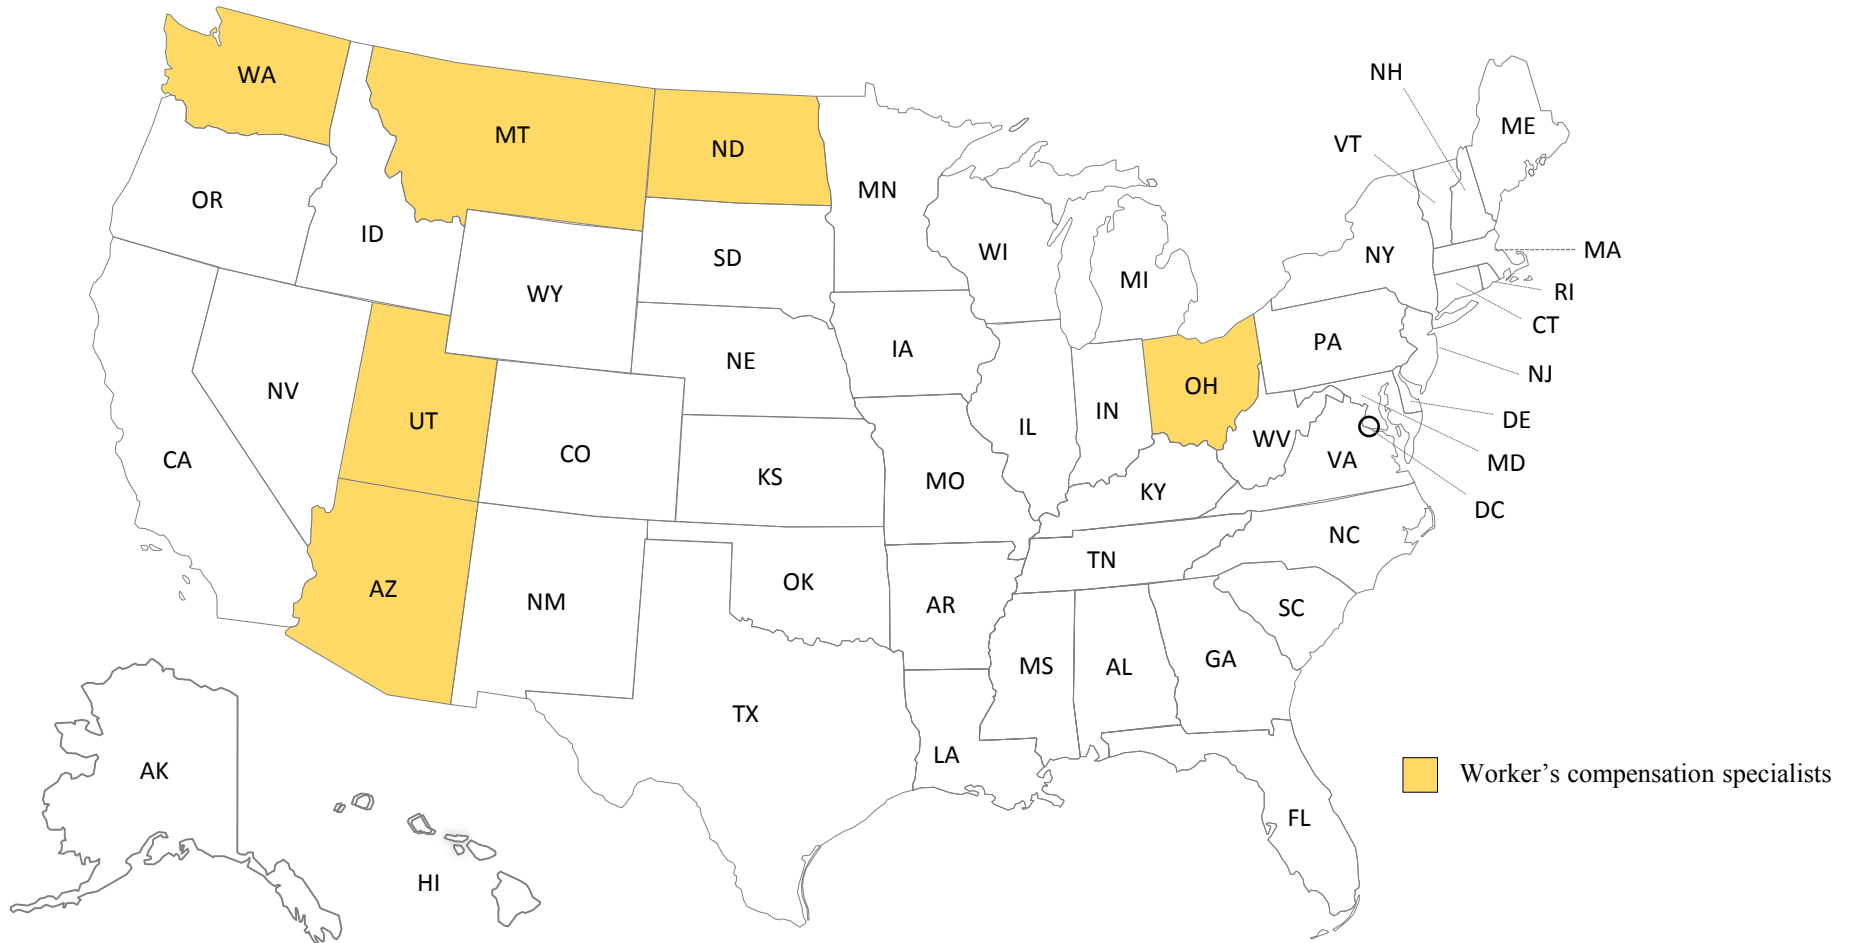 WA
MT
ND
MN
OR
ID
WY
SD
WI
MI
NH
VT
ME
NY
MA
RI
CT
NJ
DE
MD
DC
PA
IA
NE
NV
UT
CO
CA
KS
MO
IL
IN
OH
WV
VA
KY
NC
TN
SC
AZ
NM
OK
AR
MS
AL
GA
TX
LA
FL
AK
HI
Worker’s compensation specialists